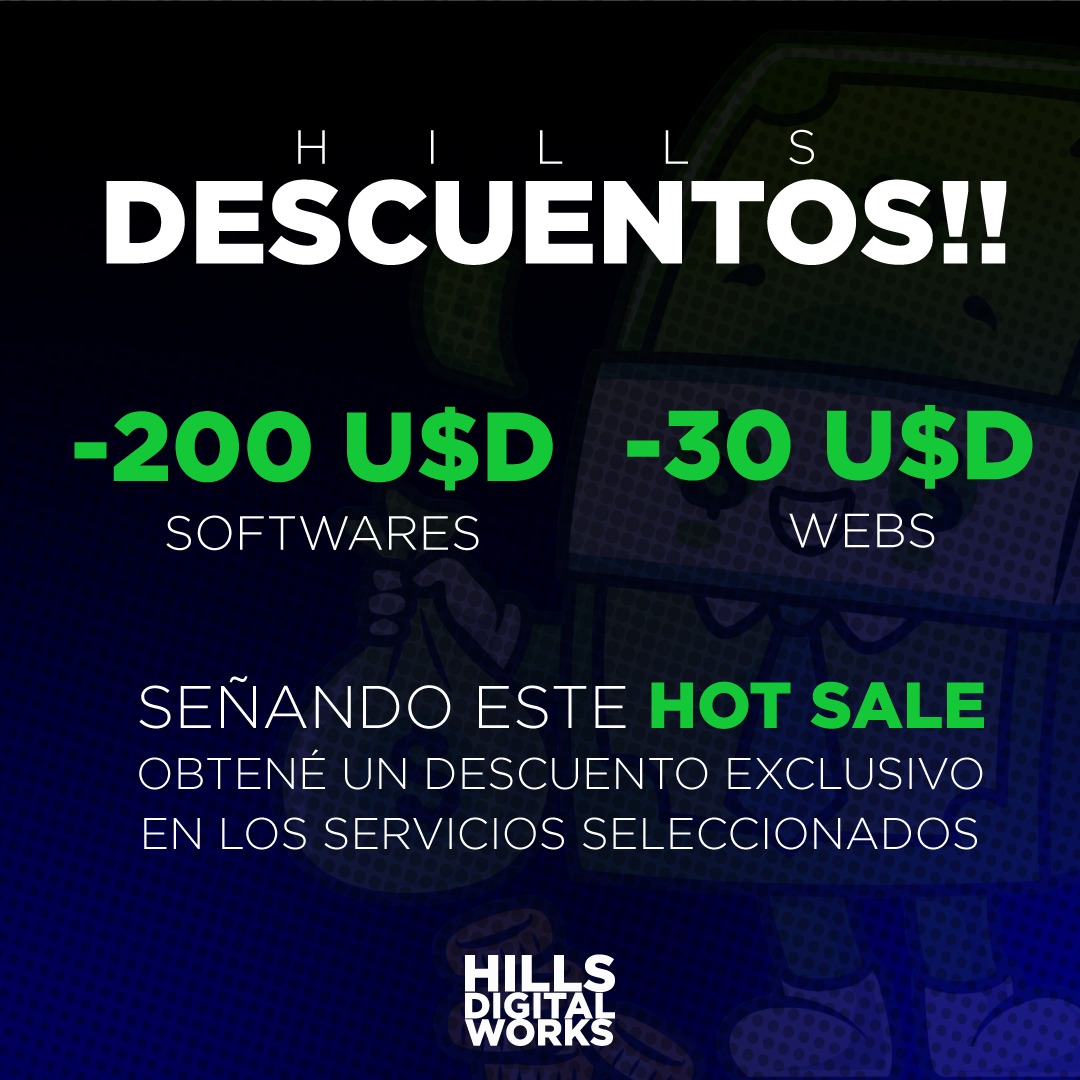 HILLS
DESCUENTOS!!
-200 U$D -30 U$D
SOFTWARES WEBS
SEÑANDO ESTE HOT SALE
OBTENÉ UN DESCUENTO EXCLUSIVO
EN LOS SERVICIOS SELECCIONADOS
HILLS
DIGITAL
WORKS